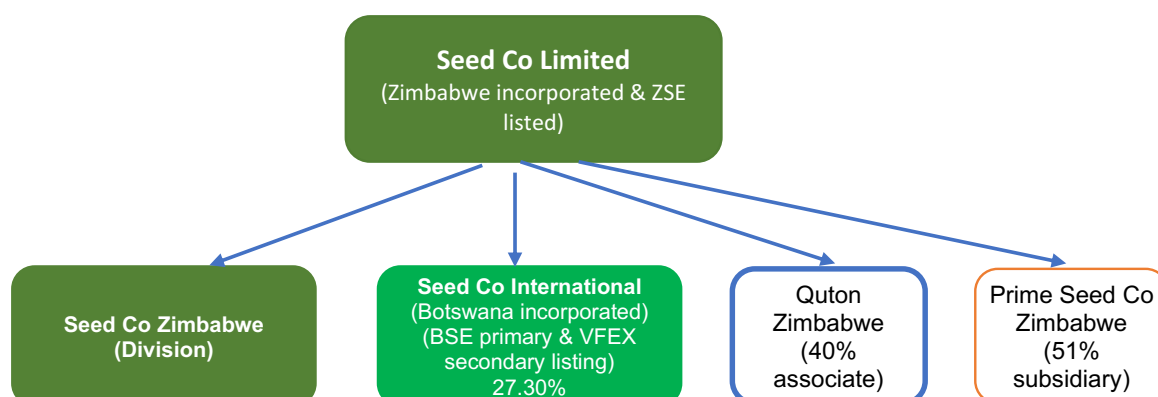 Seed Co Limited
(Zimbabwe incorporated & ZSE
listed)
Seed Co Zimbabwe
(Division)
Seed Co International
(Botswana incorporated)
(BSE primary & VFEX
secondary listing)
27.30%
Quton
Zimbabwe
(40%
associate)
Prime Seed Co
Zimbabwe
(51%
subsidiary)